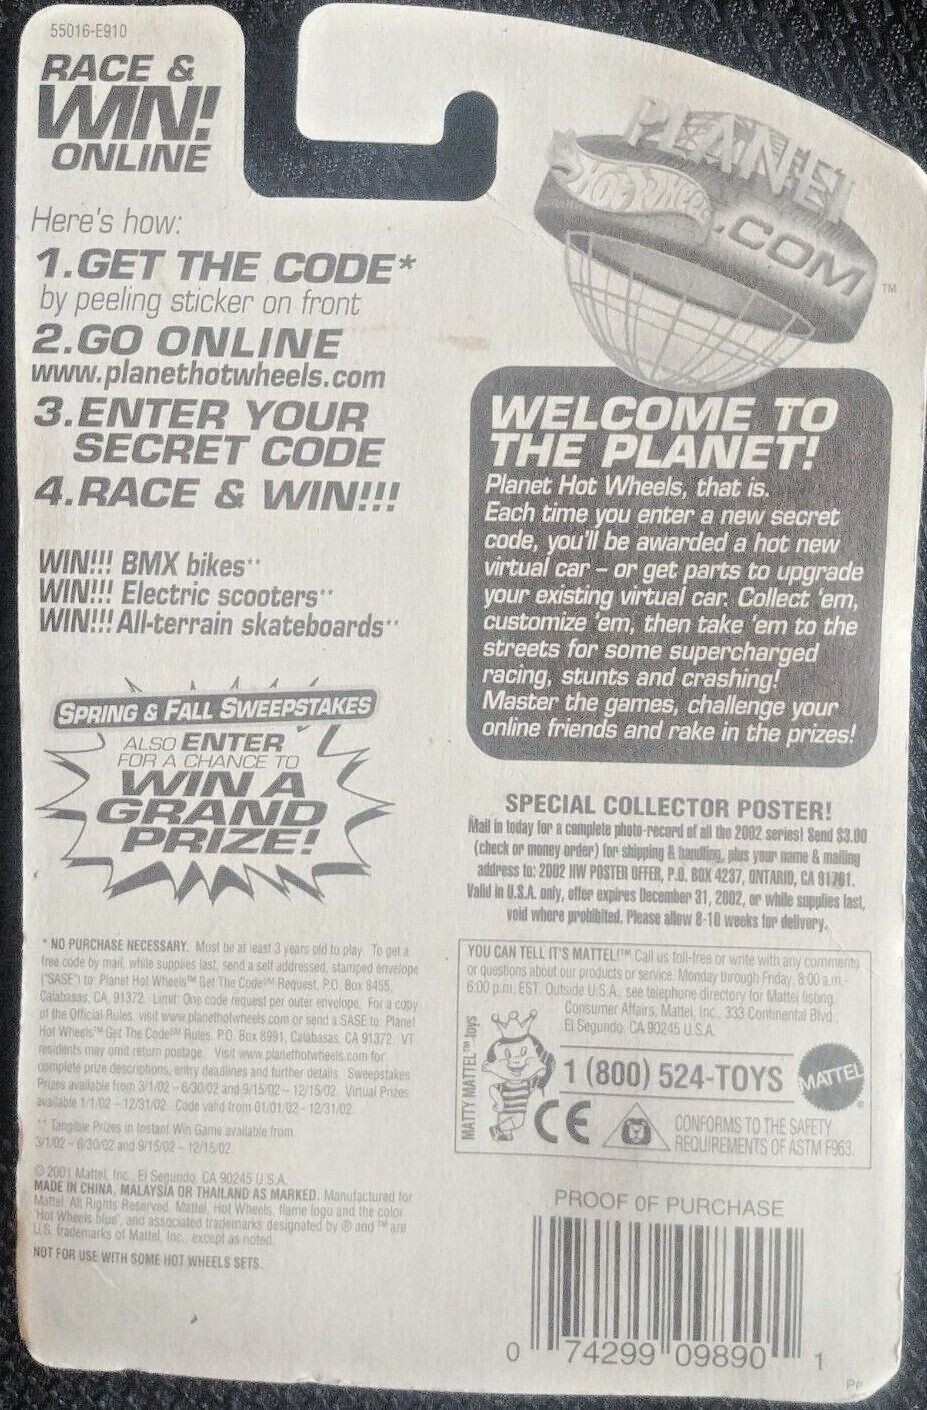 55016-E910
RACE &
WIN!
ONLINE
Here's how:
1.GET THE CODE*
by peeling sticker on front
2.GO ONLINE
www.planethotwheels.com
3.ENTER YOUR
SECRET CODE
4.RACE & WIN!!!
WIN!!! BMX bikes**
WIN!!! Electric scooters**
WIN!!! All-terrain skateboards**
SPRING & FALL SWEEPSTAKES
ALSO ENTER
FOR A CHANCE TO
WIN A
GRAND
PRIZE!
* NO PURCHASE NECESSARY. Must be at least 3 years old to play. To get a
free code by mail, while supplies last, send a self addressed, stamped envelope
("SASE") to: Planet Hot Wheels™ Get The Code℠ Request, P.O. Box 8455,
Calabasas, CA, 91372. Limit: One code request per outer envelope. For a copy
of the Official Rules, visit www.planethotwheels.com or send a SASE to: Planet
Hot Wheels™ Get The Code℠ Rules, P.O. Box 8991, Calabasas, CA 91372. VT
residents may omit return postage. Visit www.planethotwheels.com for
complete prize descriptions, entry deadlines and further details. Sweepstakes
Prizes available from 3/1/02 - 6/30/02 and 9/15/02 - 12/15/02. Virtual Prizes
available 1/1/02 - 12/31/02. Code valid from 01/01/02 - 12/31/02.
** Tangible Prizes in Instant Win Game available from
3/1/02 - 6/30/02 and 9/15/02 - 12/15/02.
© 2001 Mattel, Inc., El Segundo, CA 90245 U.S.A.
MADE IN CHINA, MALAYSIA OR THAILAND AS MARKED. Manufactured for
Mattel. All Rights Reserved. Mattel, Hot Wheels, flame logo and the color
"Hot Wheels blue", and associated trademarks designated by ® and ™ are
U.S. trademarks of Mattel, Inc., except as noted.
NOT FOR USE WITH SOME HOT WHEELS SETS.
PLANET
HOT WHEELS
.COM
TM
WELCOME TO
THE PLANET!
Planet Hot Wheels, that is.
Each time you enter a new secret
code, you'll be awarded a hot new
virtual car – or get parts to upgrade
your existing virtual car. Collect 'em,
customize 'em, then take 'em to the
streets for some supercharged
racing, stunts and crashing!
Master the games, challenge your
online friends and rake in the prizes!
SPECIAL COLLECTOR POSTER!
Mail in today for a complete photo-record of all the 2002 series! Send $3.00
(check or money order) for shipping & handling, plus your name & mailing
address to: 2002 HW POSTER OFFER, P.O. BOX 4237, ONTARIO, CA 91761.
Valid in U.S.A. only, offer expires December 31, 2002, or while supplies last,
void where prohibited. Please allow 8-10 weeks for delivery.
YOU CAN TELL IT'S MATTEL!™ Call us toll-free or write with any comments
or questions about our products or service. Monday through Friday, 8:00 a.m.-
6:00 p.m. EST. Outside U.S.A., see telephone directory for Mattel listing.
Consumer Affairs, Mattel, Inc., 333 Continental Blvd.,
El Segundo, CA 90245 U.S.A.
MATTY MATTEL™ toys
1 (800) 524-TOYS
MATTEL
®
CE
CONFORMS TO THE SAFETY
REQUIREMENTS OF ASTM F963.
PROOF OF PURCHASE
0 74299 09890 1
PP